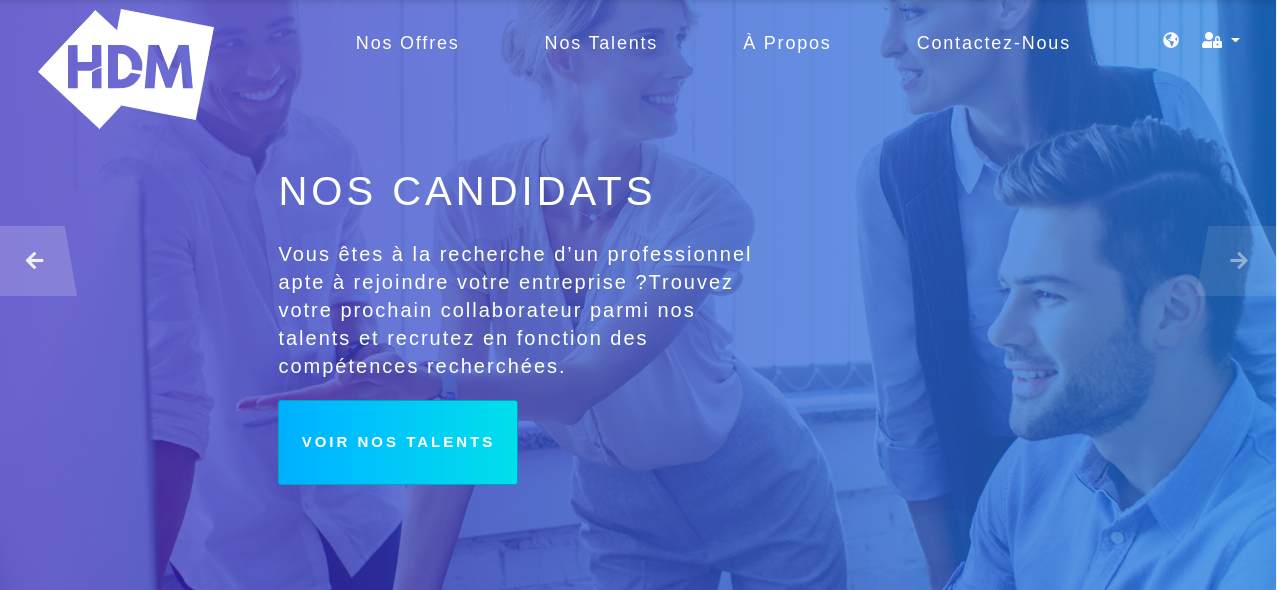 HDM
Nos Offres
Nos Talents
À Propos
Contactez-Nous
NOS CANDIDATS
Vous êtes à la recherche d’un professionnel
apte à rejoindre votre entreprise ?Trouvez
votre prochain collaborateur parmi nos
talents et recrutez en fonction des
compétences recherchées.
VOIR NOS TALENTS